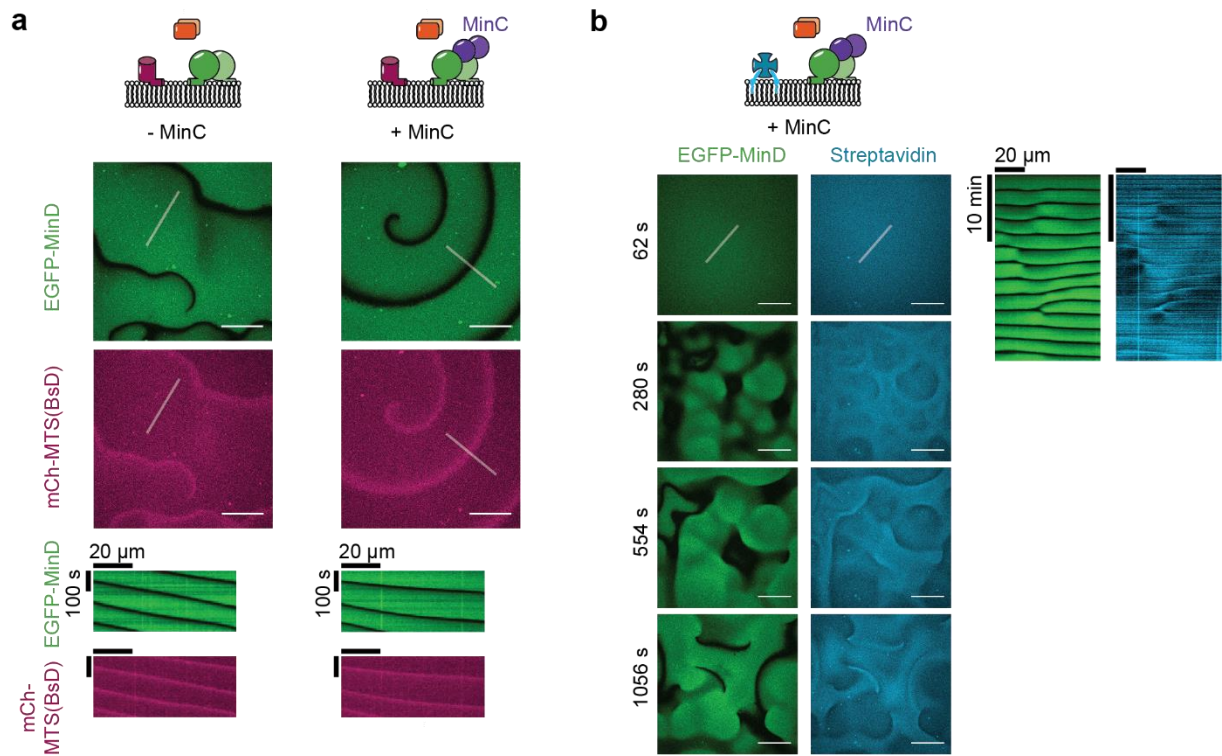 a
MinC
- MinC
+ MinC
EGFP-MinD
mCh-MTS(BsD)
20 µm
20 µm
EGFP-MinD
100 s
100 s
mCh-
MTS(BsD)
b
MinC
+ MinC
EGFP-MinD
Streptavidin
20 µm
10 min
62 s
280 s
554 s
1056 s